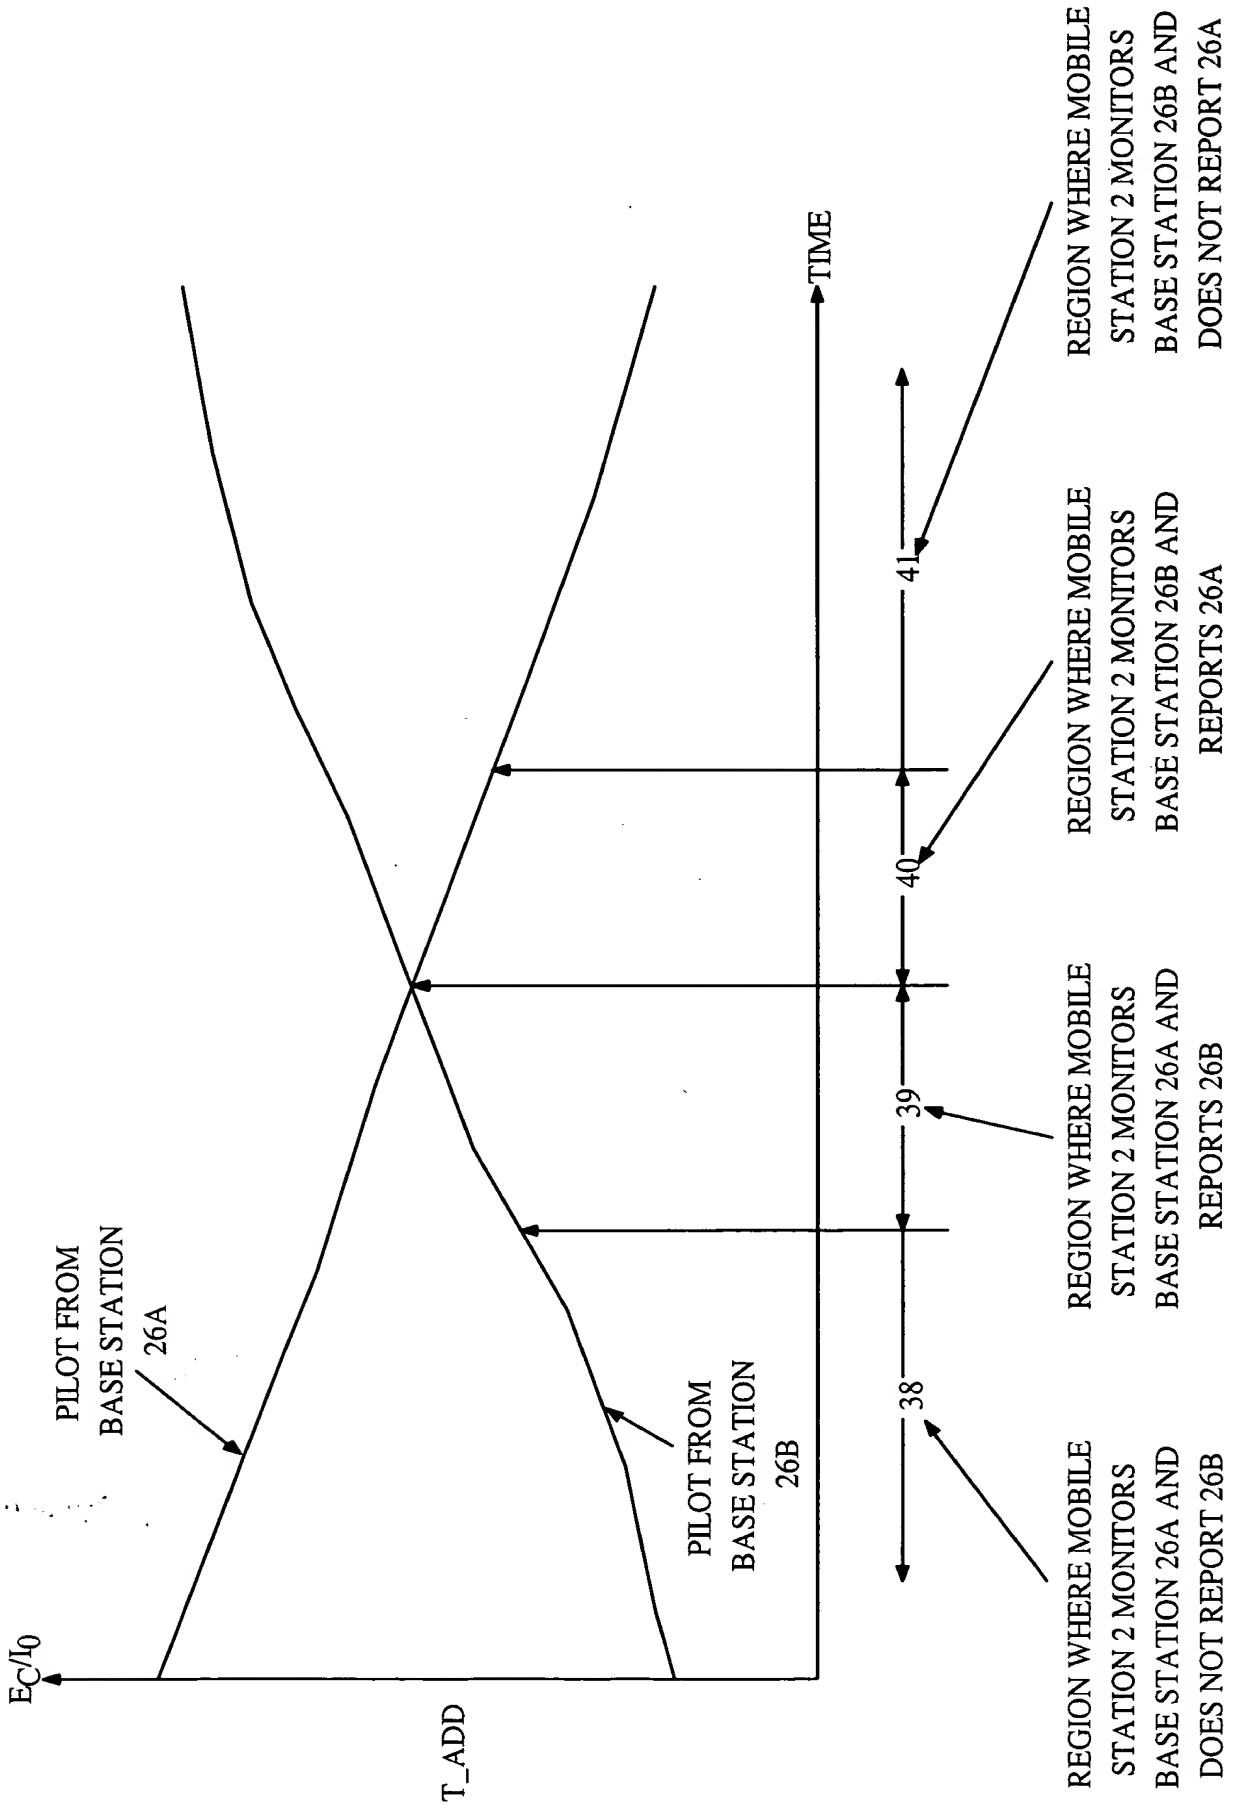 EC/I0
T_ADD
PILOT FROM
BASE STATION
26A
PILOT FROM
BASE STATION
26B
TIME
38
39
40
41
REGION WHERE MOBILE
STATION 2 MONITORS
BASE STATION 26A AND
DOES NOT REPORT 26B
REGION WHERE MOBILE
STATION 2 MONITORS
BASE STATION 26A AND
REPORTS 26B
REGION WHERE MOBILE
STATION 2 MONITORS
BASE STATION 26B AND
REPORTS 26A
REGION WHERE MOBILE
STATION 2 MONITORS
BASE STATION 26B AND
DOES NOT REPORT 26A